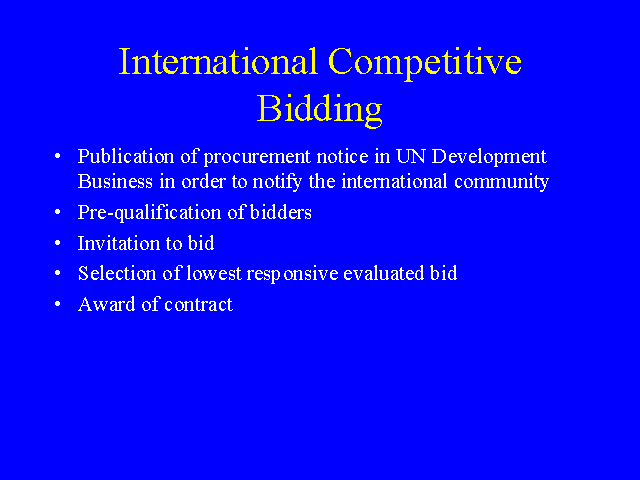 International Competitive
Bidding
• Publication of procurement notice in UN Development
Business in order to notify the international community
• Pre-qualification of bidders
• Invitation to bid
• Selection of lowest responsive evaluated bid
• Award of contract